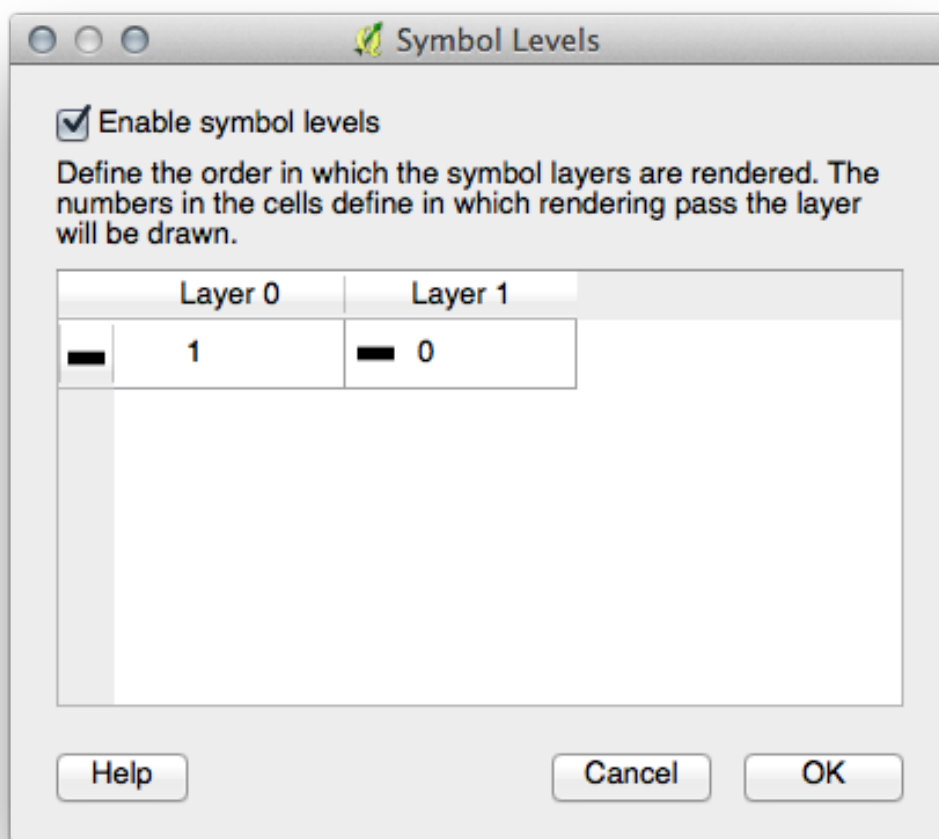 Symbol Levels
Enable symbol levels
Define the order in which the symbol layers are rendered. The
numbers in the cells define in which rendering pass the layer
will be drawn.
Layer 0 Layer 1
1 0
Help Cancel OK